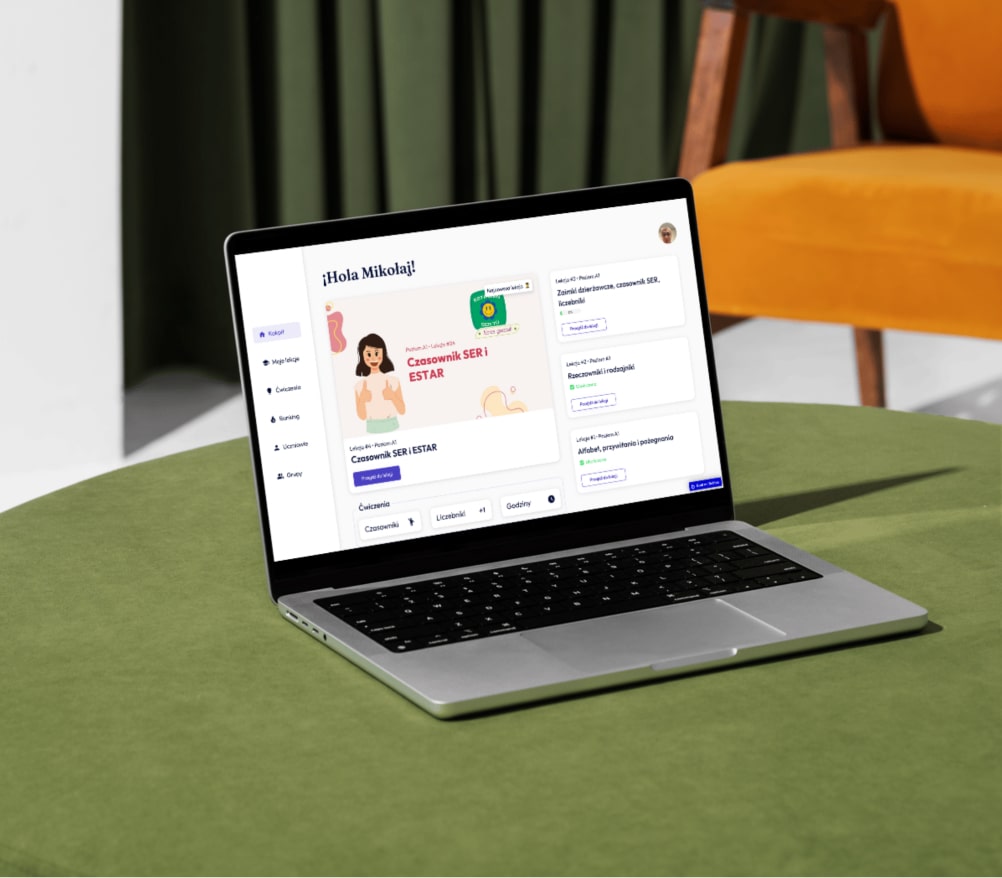 ¡Hola Mikołaj!
Kokpit
Moje lekcje
Ćwiczenia
Ranking
Uczniowie
Grupy
Najnowsza lekcja
Poziom A1 • Lekcja #04
Czasownik SER i
ESTAR
Lekcja #4 • Poziom A1
Czasownik SER i ESTAR
Przejdź do lekcji
Ćwiczenia
Czasowniki
Liczebniki
+1
Godziny
Lekcja #3 • Poziom A1
Zaimki dzierżawcze, czasownik SER,
liczebniki
Przejdź do lekcji
Lekcja #2 • Poziom A1
Rzeczowniki i rodzajniki
Przejdź do lekcji
Lekcja #1 • Poziom A1
Alfabet, przywitania i pożegnania
Przejdź do lekcji